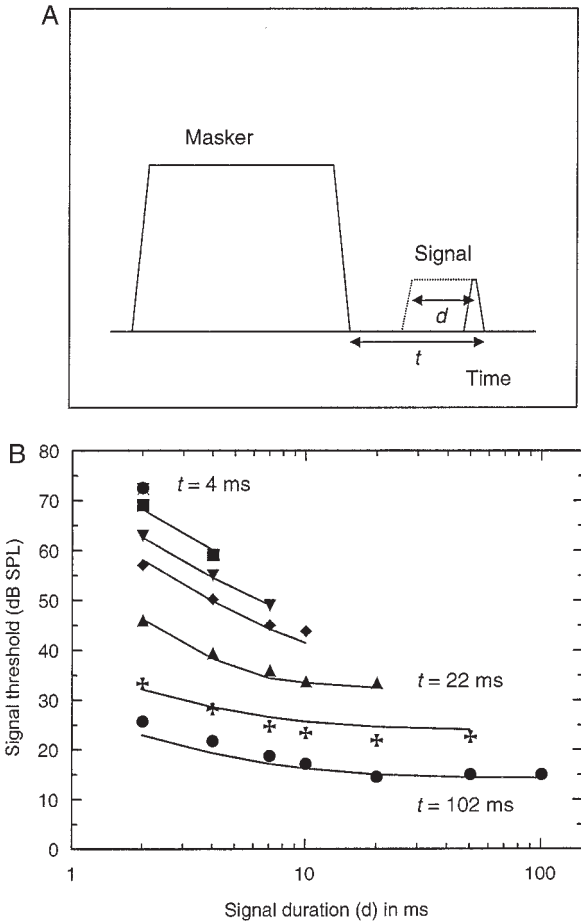 A
Masker
Signal
d
t
Time
B
80
70
60
50
40
30
20
10
0
Signal threshold (dB SPL)
t = 4 ms
t = 22 ms
t = 102 ms
1
10
100
Signal duration (d) in ms